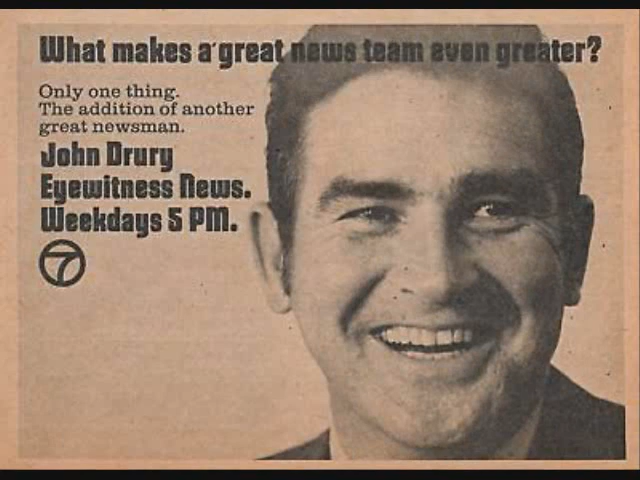 What makes a great news team even greater?
Only one thing.
The addition of another
great newsman.
John Drury
Eyewitness News.
Weekdays 5 PM.
7